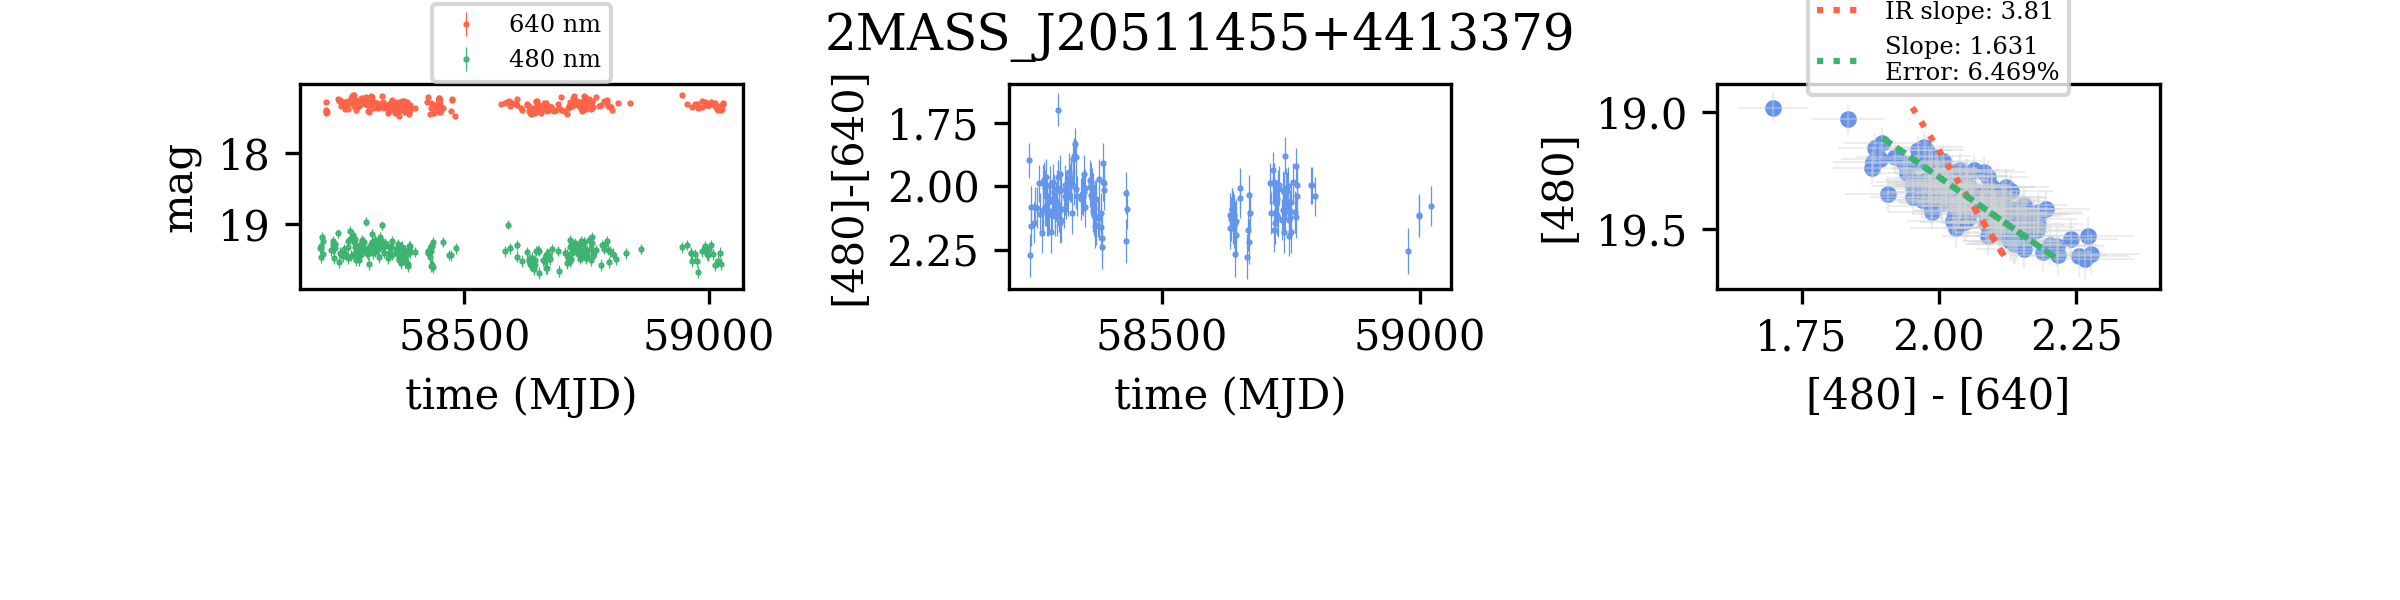 2MASS_J20511455+4413379
640 nm
480 nm
mag
18
19
58500
59000
time (MJD)
[480]-[640]
1.75
2.00
2.25
58500
59000
time (MJD)
IR slope: 3.81
Slope: 1.631
Error: 6.469%
[480]
19.0
19.5
1.75
2.00
2.25
[480] - [640]